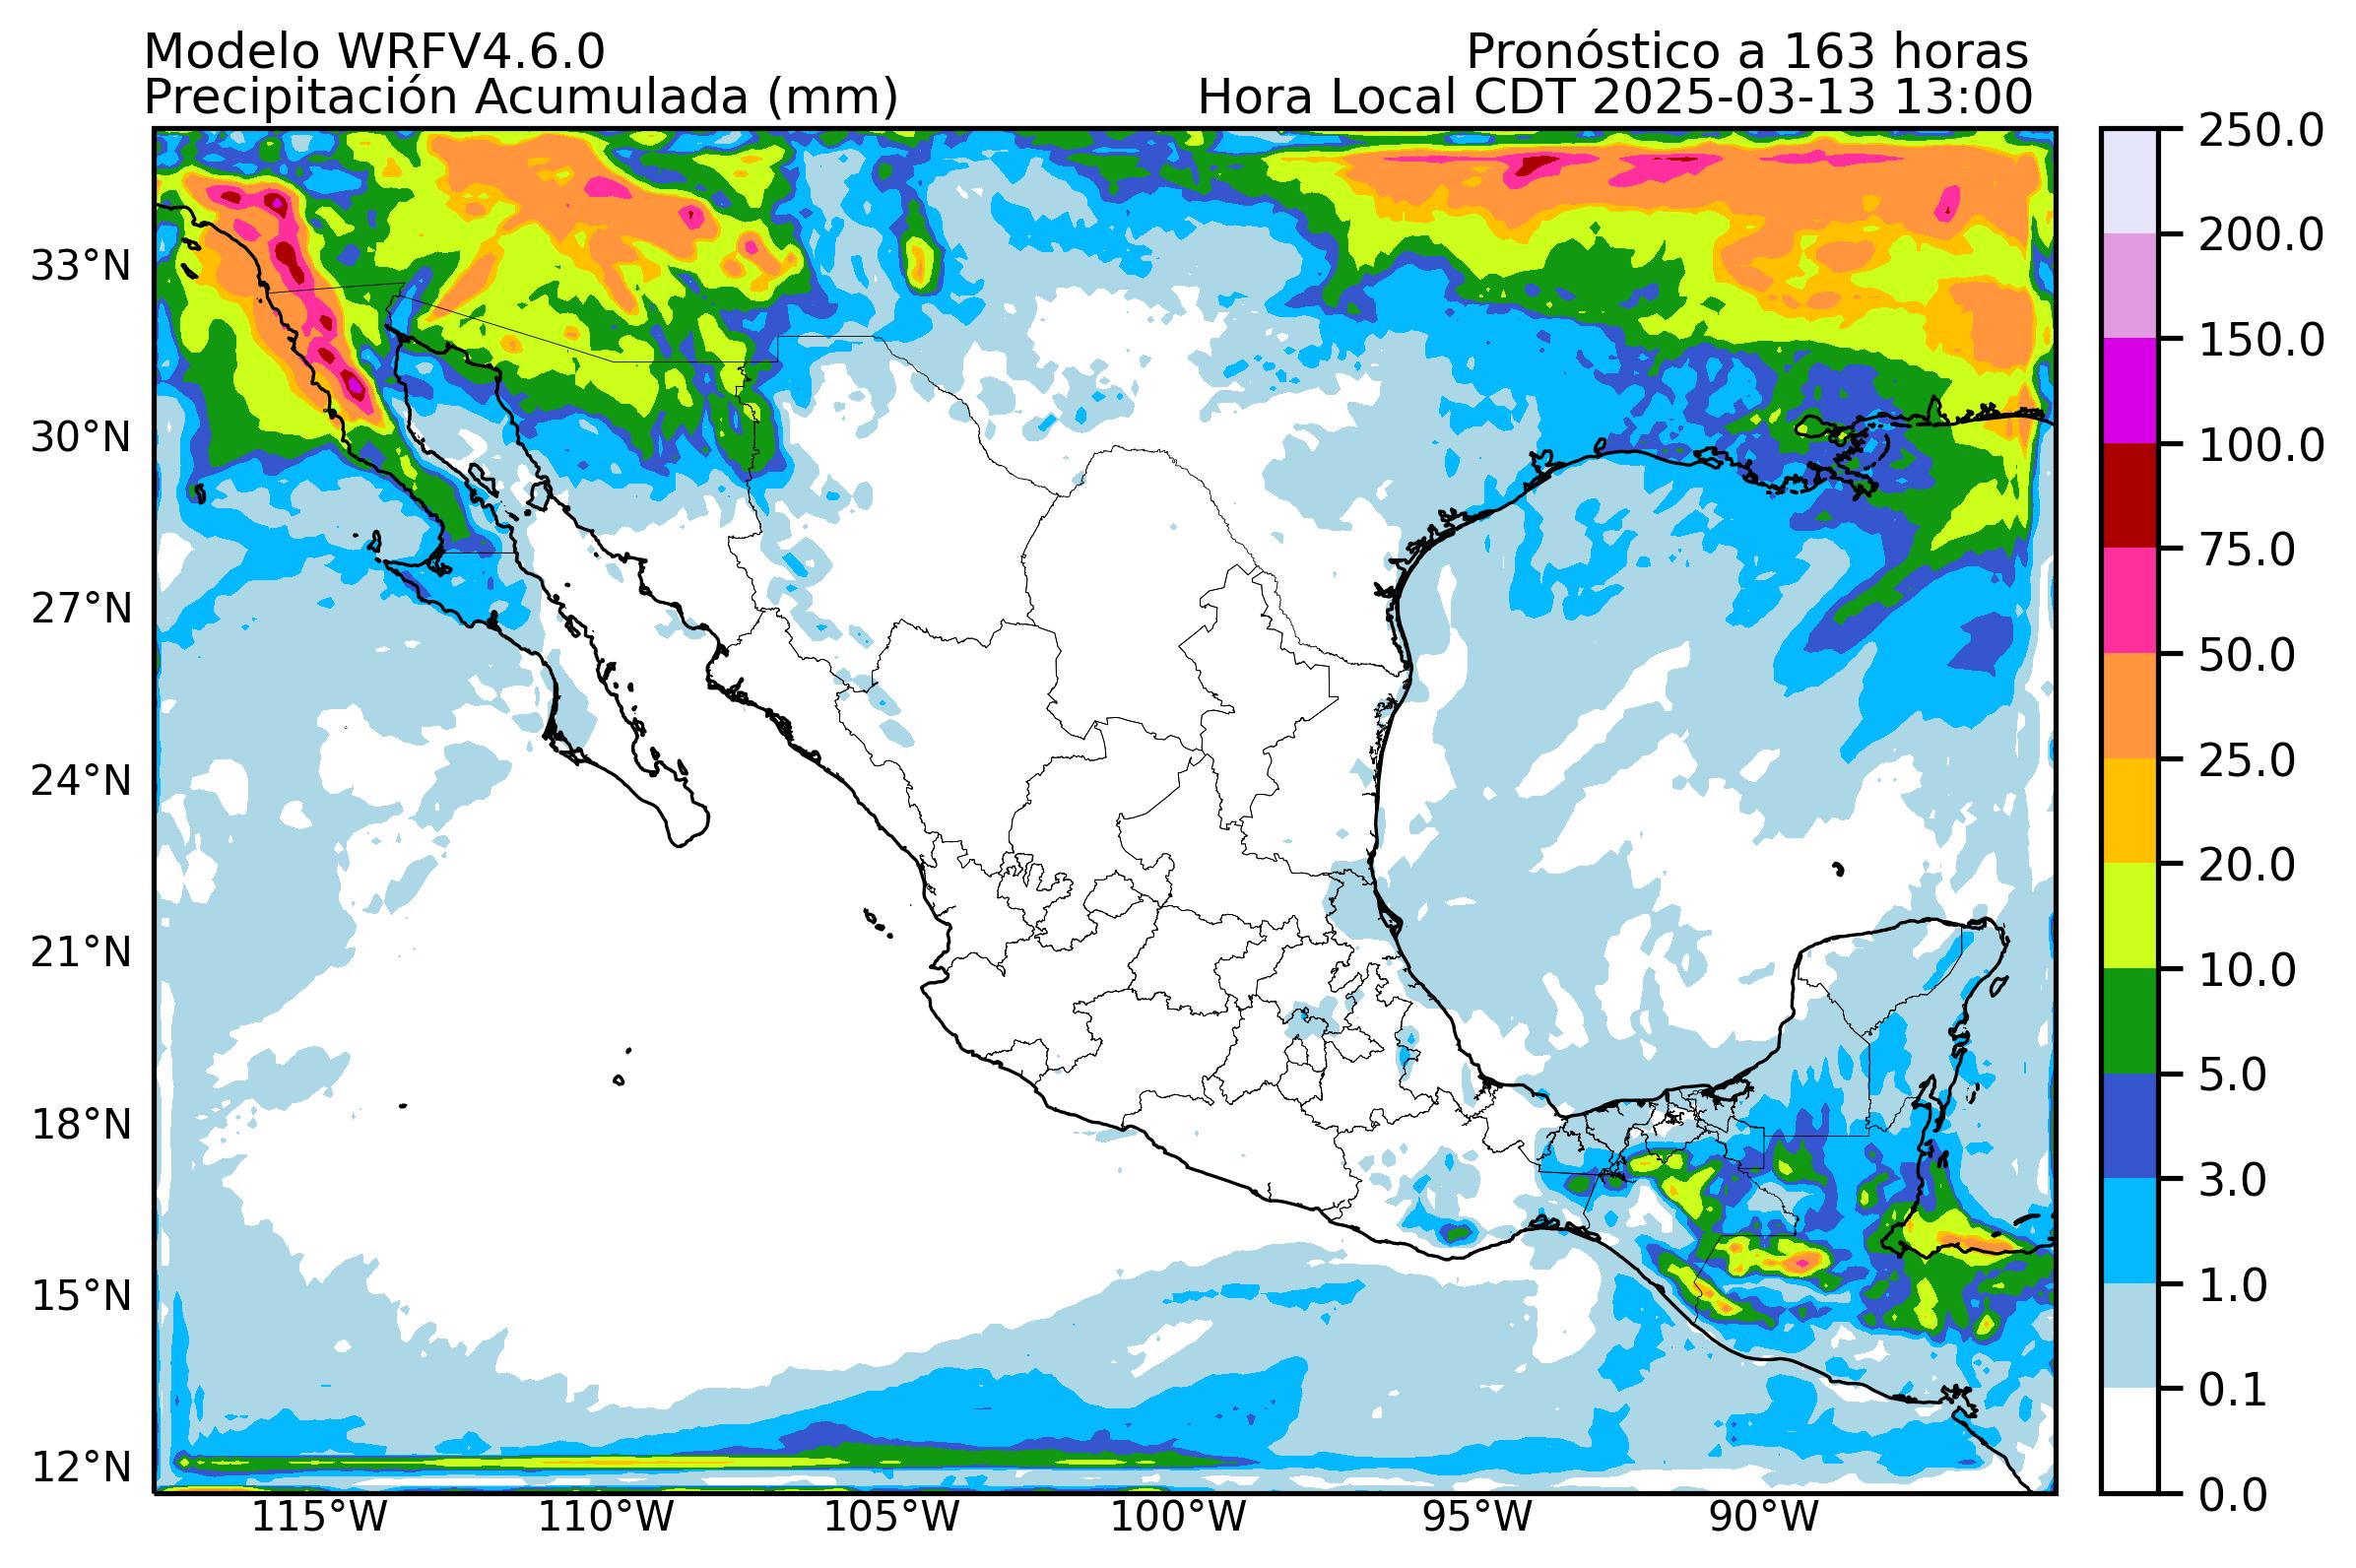 Modelo WRFV4.6.0
Pronóstico a 163 horas
Precipitación Acumulada (mm)
Hora Local CDT 2025-03-13 13:00
250.0
200.0
150.0
100.0
75.0
50.0
25.0
20.0
10.0
5.0
3.0
1.0
0.1
0.0
33°N
30°N
27°N
24°N
21°N
18°N
15°N
12°N
115°W
110°W
105°W
100°W
95°W
90°W